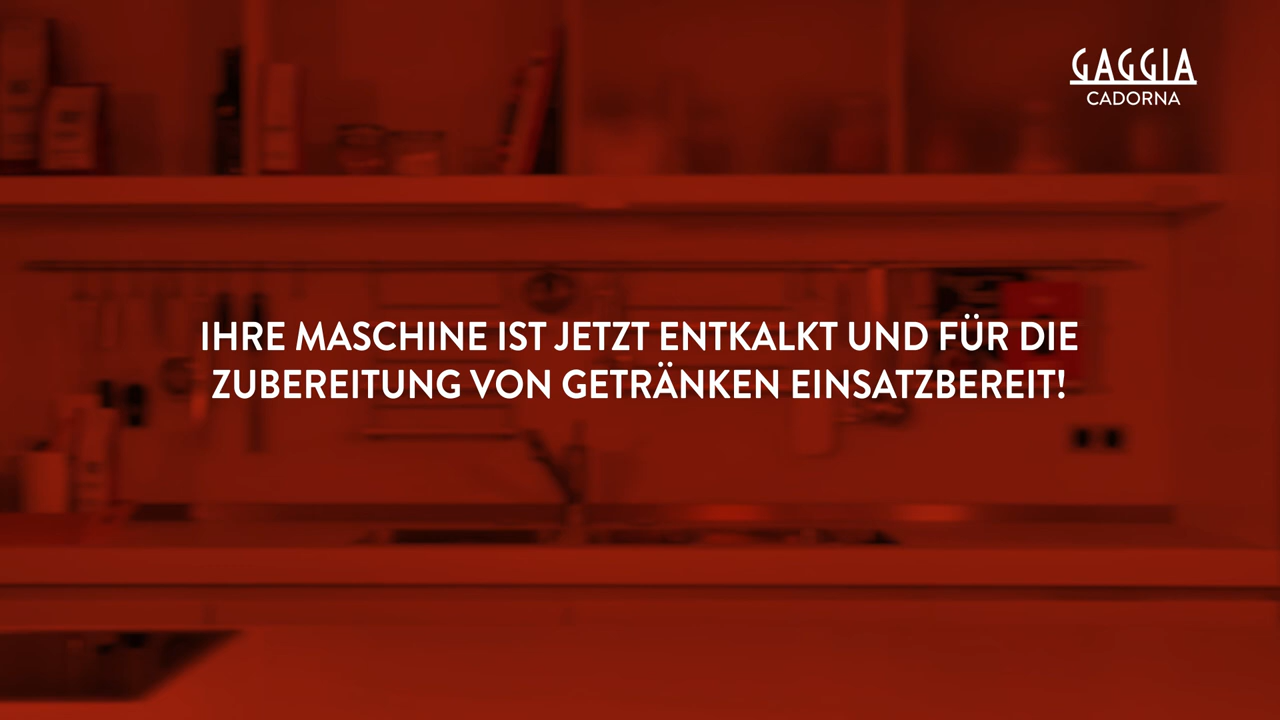 GAGGIA
CADORNA
IHRE MASCHINE IST JETZT ENTKALKT UND FÜR DIE
ZUBEREITUNG VON GETRÄNKEN EINSATZBEREIT!